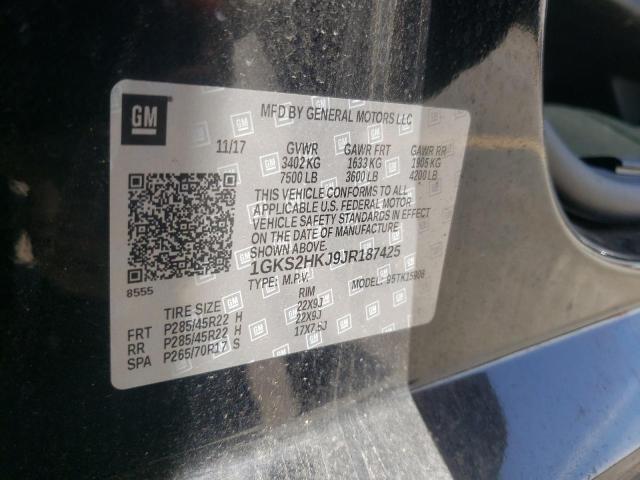 GM
MFD BY GENERAL MOTORS LLC
11/17 GVWR GAWR FRT GAWR RR
3402 KG 1633 KG 1905 KG
7500 LB 3600 LB 4200 LB
THIS VEHICLE CONFORMS TO ALL
APPLICABLE U.S. FEDERAL MOTOR
VEHICLE SAFETY STANDARDS IN EFFECT
ON THE DATE OF MANUFACTURE
SHOWN ABOVE.
1GKS2HKJ9JR187425
TYPE: M.P.V. 95TK15906
8555
TIRE SIZE RIM
FRT P285/45R22 H 22X9J
RR P285/45R22 H 22X9J
SPA P265/70R17 S 17X7.5J